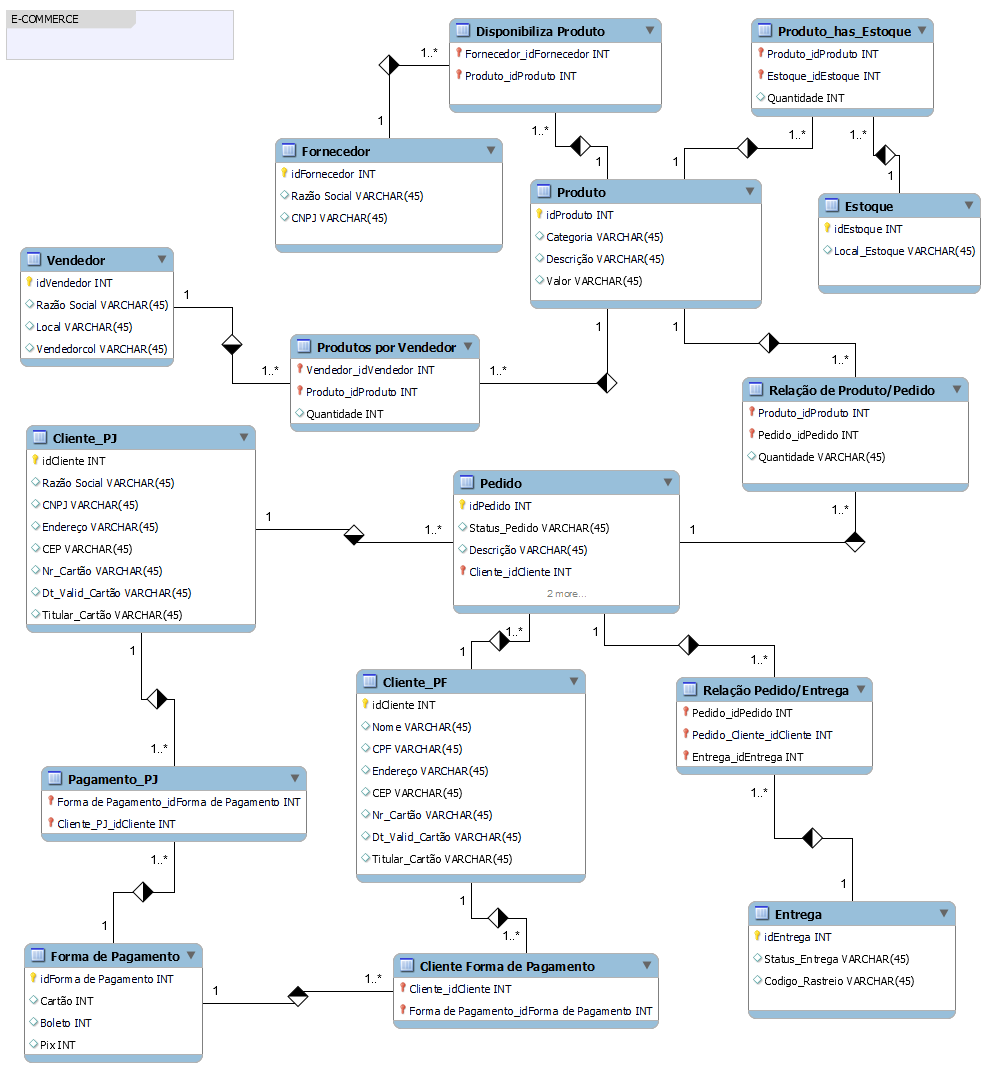 E-COMMERCE
Disponibiliza Produto
Fornecedor_idFornecedor INT
Produto_idProduto INT
Produto_has_Estoque
Produto_idProduto INT
Estoque_idEstoque INT
Quantidade INT
1..*
1
1..*
1
1..*
1
1..*
1
Fornecedor
idFornecedor INT
Razão Social VARCHAR(45)
CNPJ VARCHAR(45)
Produto
idProduto INT
Categoria VARCHAR(45)
Descrição VARCHAR(45)
Valor VARCHAR(45)
Estoque
idEstoque INT
Local_Estoque VARCHAR(45)
Vendedor
idVendedor INT
Razão Social VARCHAR(45)
Local VARCHAR(45)
Vendedorcol VARCHAR(45)
1
1..*
Produtos por Vendedor
Vendedor_idVendedor INT
Produto_idProduto INT
Quantidade INT
1..*
1
1
1..*
Relação de Produto/Pedido
Produto_idProduto INT
Pedido_idPedido INT
Quantidade VARCHAR(45)
1..*
1
Cliente_PJ
idCliente INT
Razão Social VARCHAR(45)
CNPJ VARCHAR(45)
Endereço VARCHAR(45)
CEP VARCHAR(45)
Nr_Cartão VARCHAR(45)
Dt_Valid_Cartão VARCHAR(45)
Titular_Cartão VARCHAR(45)
1
1..*
Pedido
idPedido INT
Status_Pedido VARCHAR(45)
Descrição VARCHAR(45)
Cliente_idCliente INT
2 more...
1..*
1
1
1..*
Cliente_PF
idCliente INT
Nome VARCHAR(45)
CPF VARCHAR(45)
Endereço VARCHAR(45)
CEP VARCHAR(45)
Nr_Cartão VARCHAR(45)
Dt_Valid_Cartão VARCHAR(45)
Titular_Cartão VARCHAR(45)
Relação Pedido/Entrega
Pedido_idPedido INT
Pedido_Cliente_idCliente INT
Entrega_idEntrega INT
1
1..*
Pagamento_PJ
Forma de Pagamento_idForma de Pagamento INT
Cliente_PJ_idCliente INT
1..*
1
1..*
1
1
1..*
Entrega
idEntrega INT
Status_Entrega VARCHAR(45)
Codigo_Rastreio VARCHAR(45)
Forma de Pagamento
idForma de Pagamento INT
Cartão INT
Boleto INT
Pix INT
1
1..*
Cliente Forma de Pagamento
Cliente_idCliente INT
Forma de Pagamento_idForma de Pagamento INT